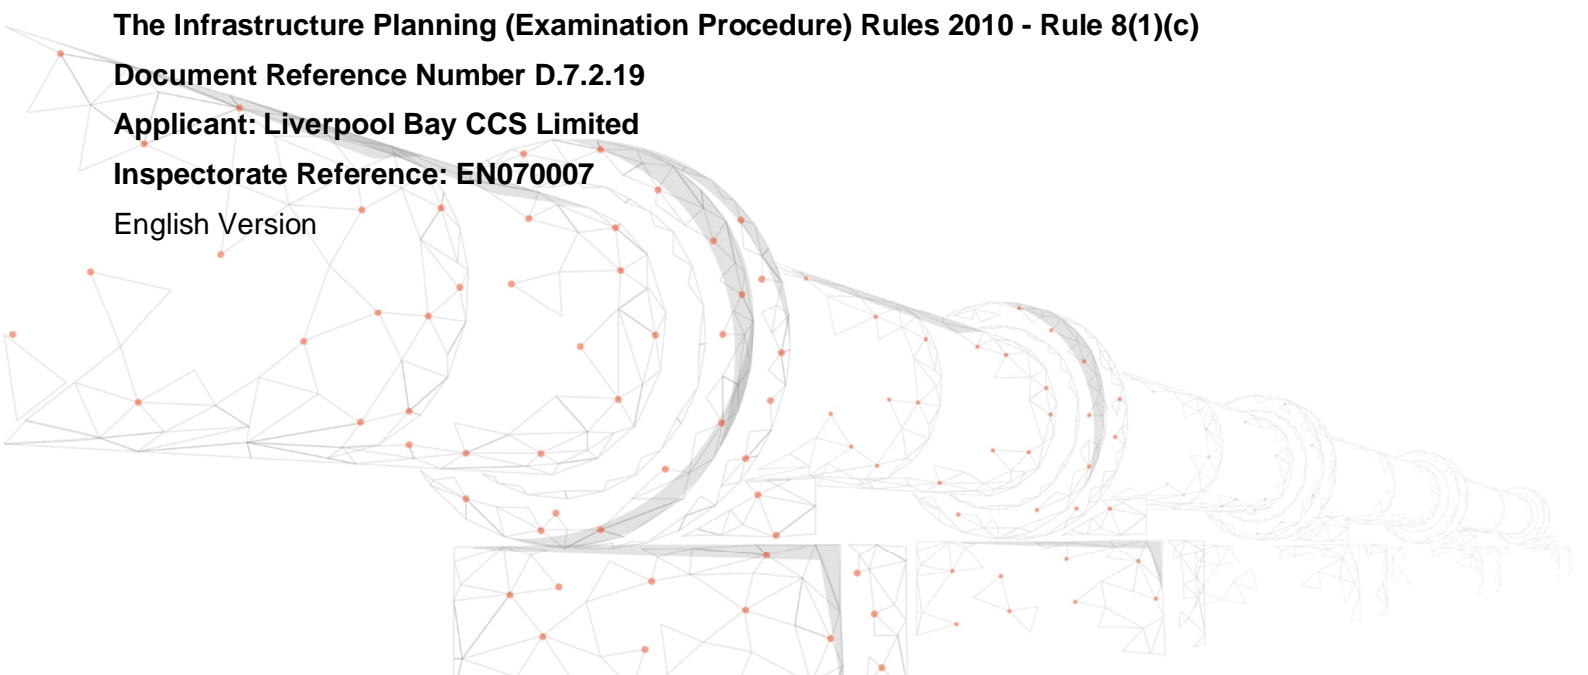 The Infrastructure Planning (Examination Procedure) Rules 2010 - Rule 8(1)(c)
Document Reference Number D.7.2.19
Applicant: Liverpool Bay CCS Limited
Inspectorate Reference: EN070007
English Version